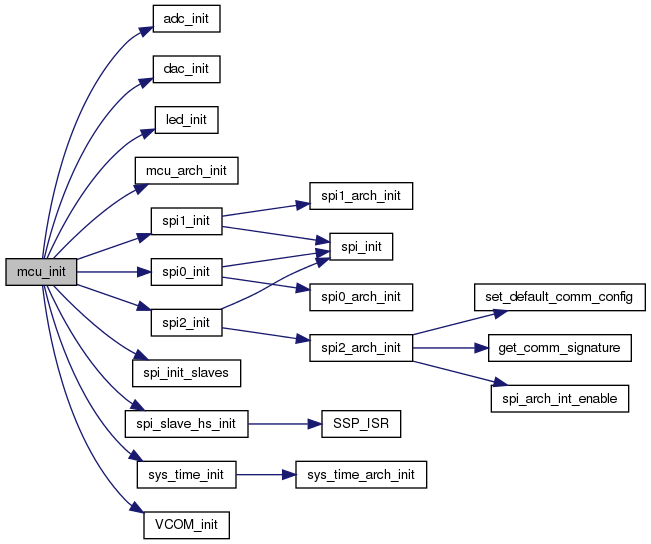 adc_init
dac_init
led_init
mcu_arch_init
spi1_arch_init
spi1_init
spi_init
mcu_init
spi0_init
spi0_arch_init
set_default_comm_config
spi2_init
spi2_arch_init
get_comm_signature
spi_init_slaves
spi_arch_int_enable
spi_slave_hs_init
SSP_ISR
sys_time_init
sys_time_arch_init
VCOM_init